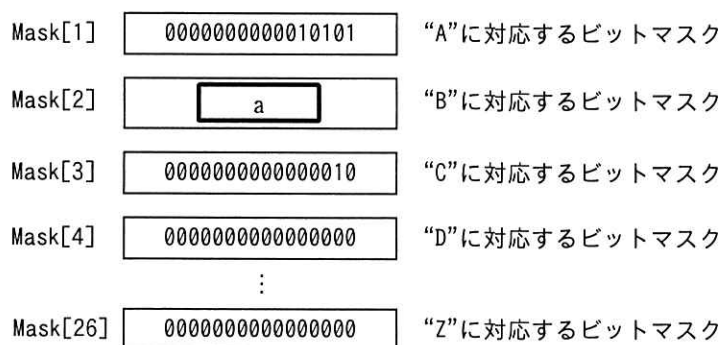 Mask[1] 0000000000010101 “A”に対応するビットマスク
Mask[2] a “B”に対応するビットマスク
Mask[3] 0000000000000010 “C”に対応するビットマスク
Mask[4] 0000000000000000 “D”に対応するビットマスク
⋮
Mask[26] 0000000000000000 “Z”に対応するビットマスク